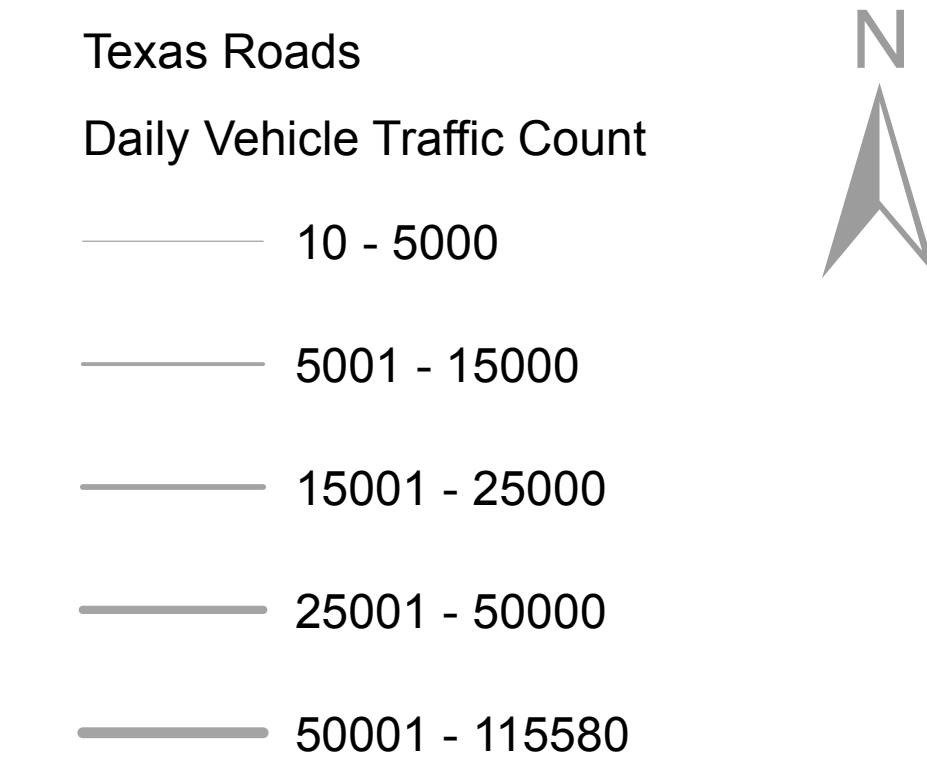 Texas Roads
N
Daily Vehicle Traffic Count
10 - 5000
5001 - 15000
15001 - 25000
25001 - 50000
50001 - 115580